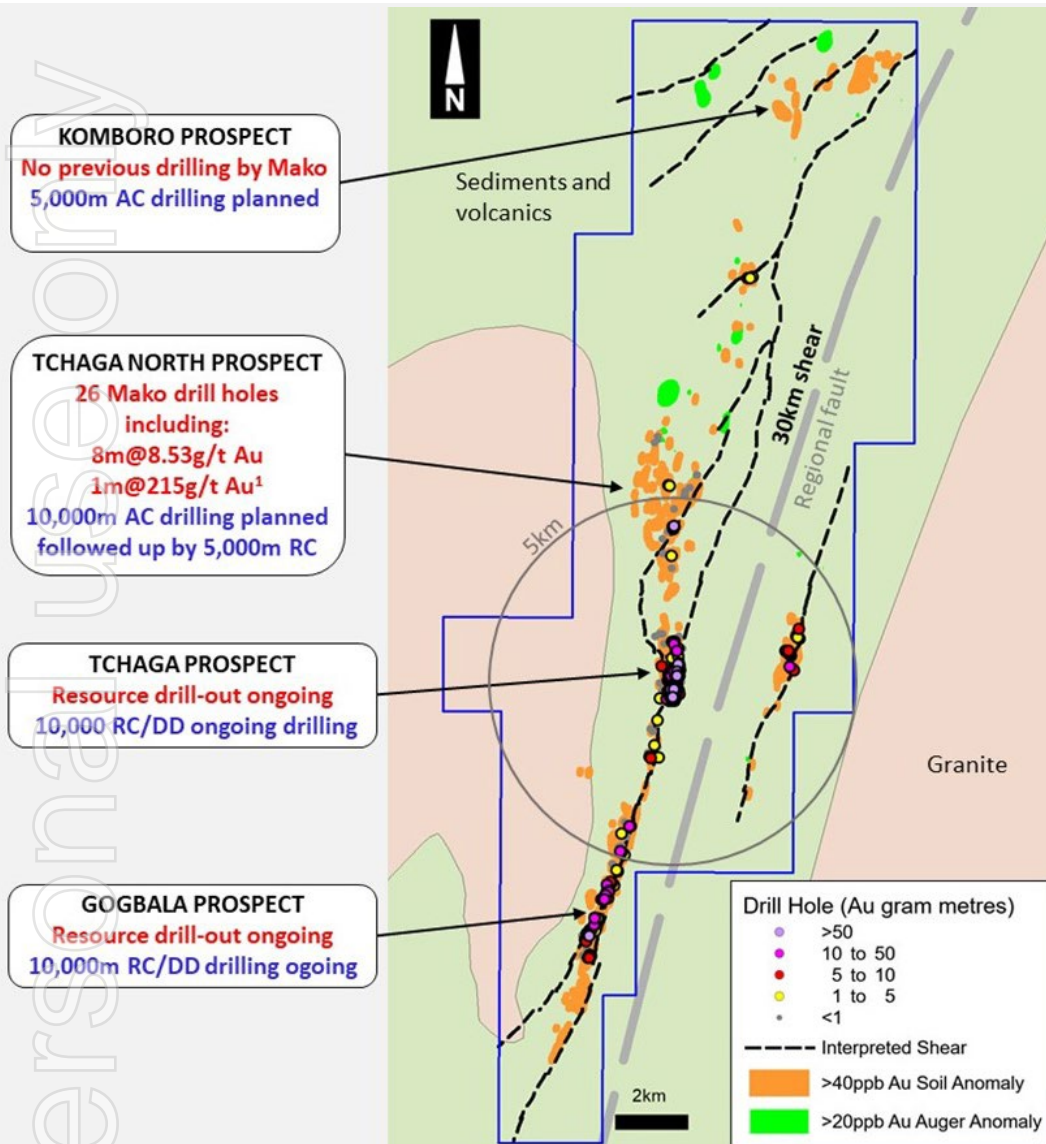 N
KOMBORO PROSPECT
No previous drilling by Mako
5,000m AC drilling planned
Sediments and
volcanics
TCHAGA NORTH PROSPECT
26 Mako drill holes
including:
8m@8.53g/t Au
1m@215g/t Au¹
10,000m AC drilling planned
followed up by 5,000m RC
30km shear
Regional fault
5km
TCHAGA PROSPECT
Resource drill-out ongoing
10,000 RC/DD ongoing drilling
Granite
GOGBALA PROSPECT
Resource drill-out ongoing
10,000m RC/DD drilling ogoing
Drill Hole (Au gram metres)
>50
10 to 50
5 to 10
1 to 5
<1
Interpreted Shear
>40ppb Au Soil Anomaly
>20ppb Au Auger Anomaly
2km
ersonal use only